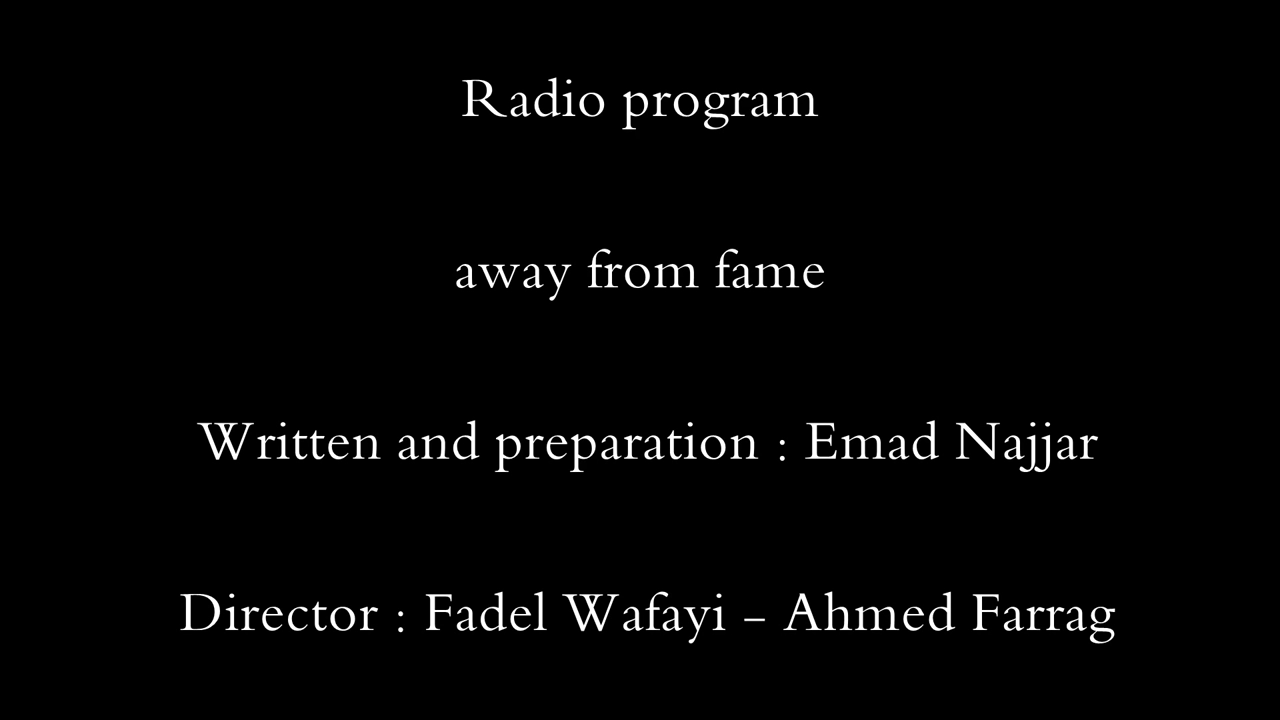 Radio program
away from fame
Written and preparation : Emad Najjar
Director : Fadel Wafayi - Ahmed Farrag